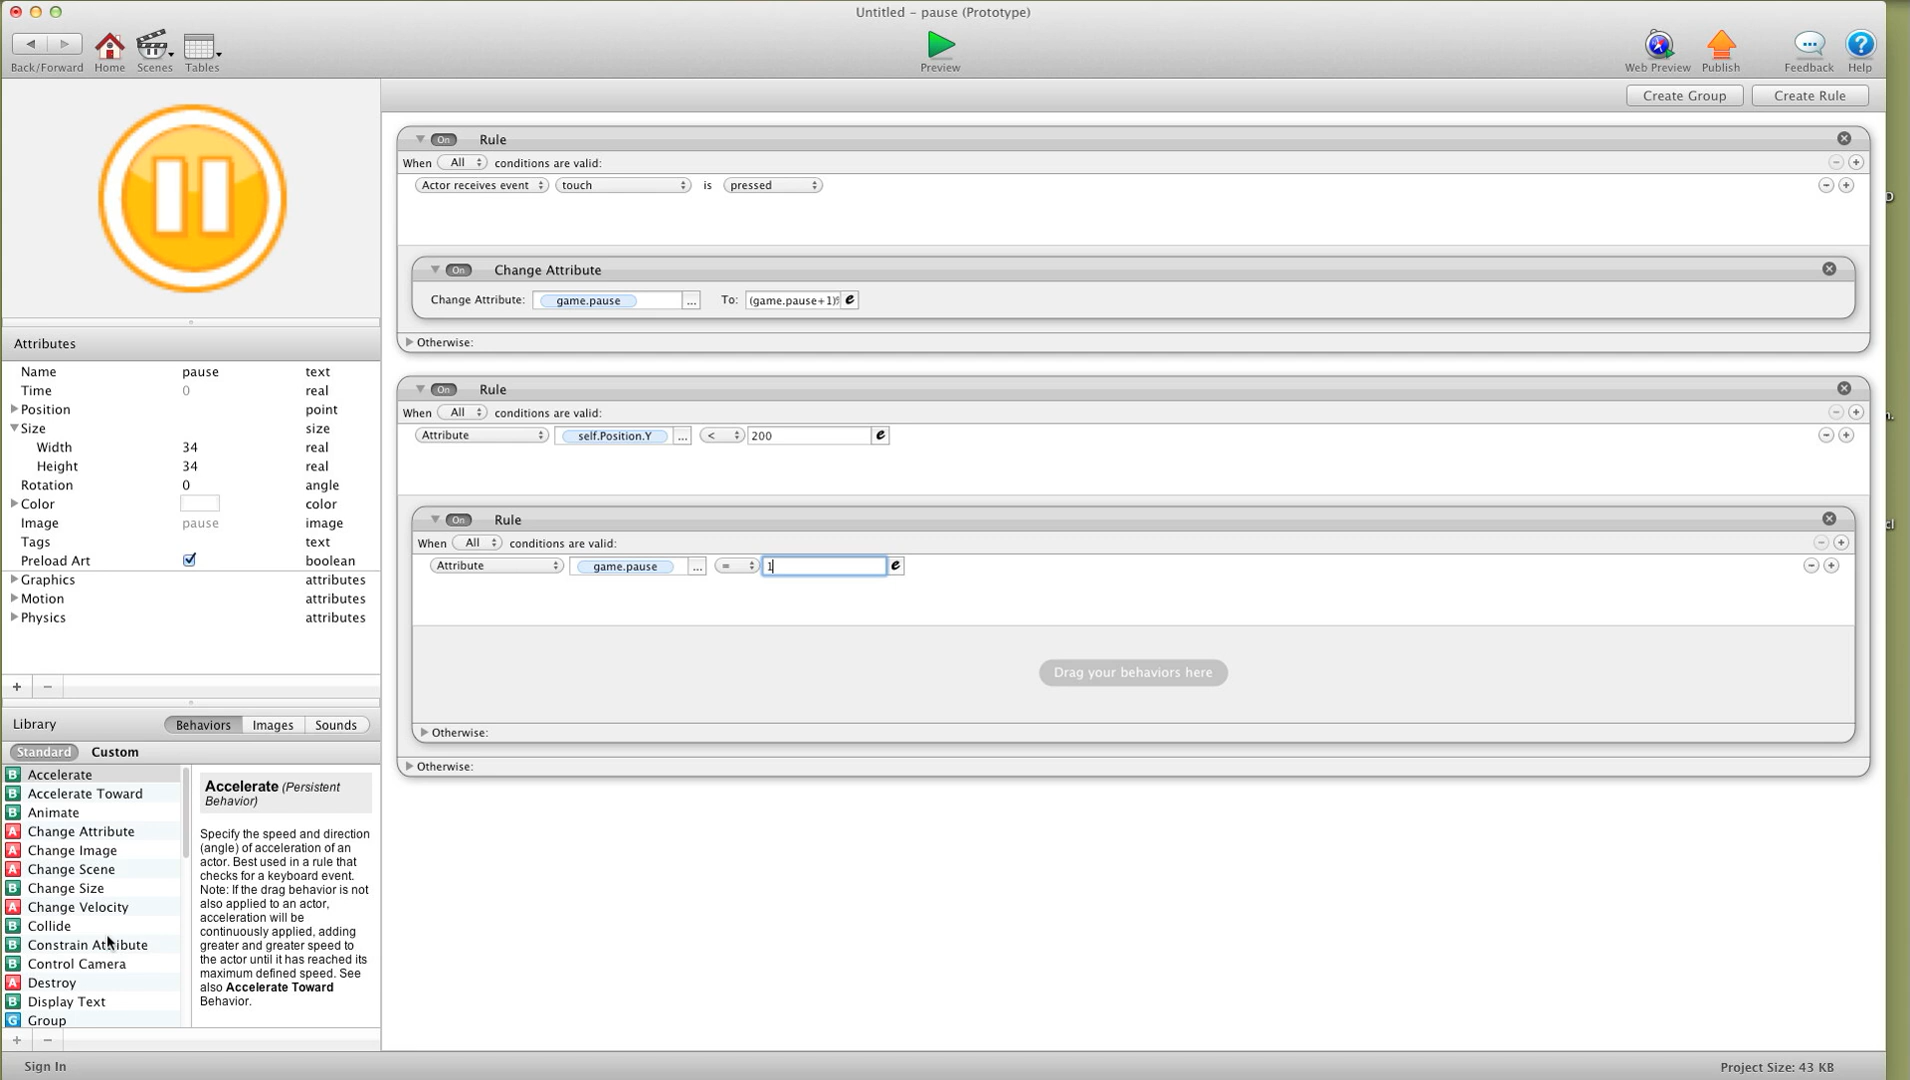 Untitled – pause (Prototype)
Back/Forward Home Scenes Tables Preview Web Preview Publish Feedback Help
Create Group Create Rule
On Rule
When All conditions are valid:
Actor receives event touch is pressed
On Change Attribute
Change Attribute: game.pause ... To: (game.pause+1)% e
Otherwise:
On Rule
When All conditions are valid:
Attribute self.Position.Y ... < 200 e
On Rule
When All conditions are valid:
Attribute game.pause ... = 1 e
Drag your behaviors here
Otherwise:
Otherwise:
Attributes
Name pause text
Time 0 real
Position point
Size size
Width 34 real
Height 34 real
Rotation 0 angle
Color color
Image pause image
Tags text
Preload Art boolean
Graphics attributes
Motion attributes
Physics attributes
Library Behaviors Images Sounds
Standard Custom
B Accelerate
B Accelerate Toward
B Animate
A Change Attribute
A Change Image
A Change Scene
B Change Size
A Change Velocity
B Collide
B Constrain Attribute
B Control Camera
A Destroy
B Display Text
G Group
Accelerate (Persistent
Behavior)
Specify the speed and direction
(angle) of acceleration of an
actor. Best used in a rule that
checks for a keyboard event.
Note: If the drag behavior is not
also applied to an actor,
acceleration will be
continuously applied, adding
greater and greater speed to
the actor until it has reached its
maximum defined speed. See
also Accelerate Toward
Behavior.
Sign In
Project Size: 43 KB